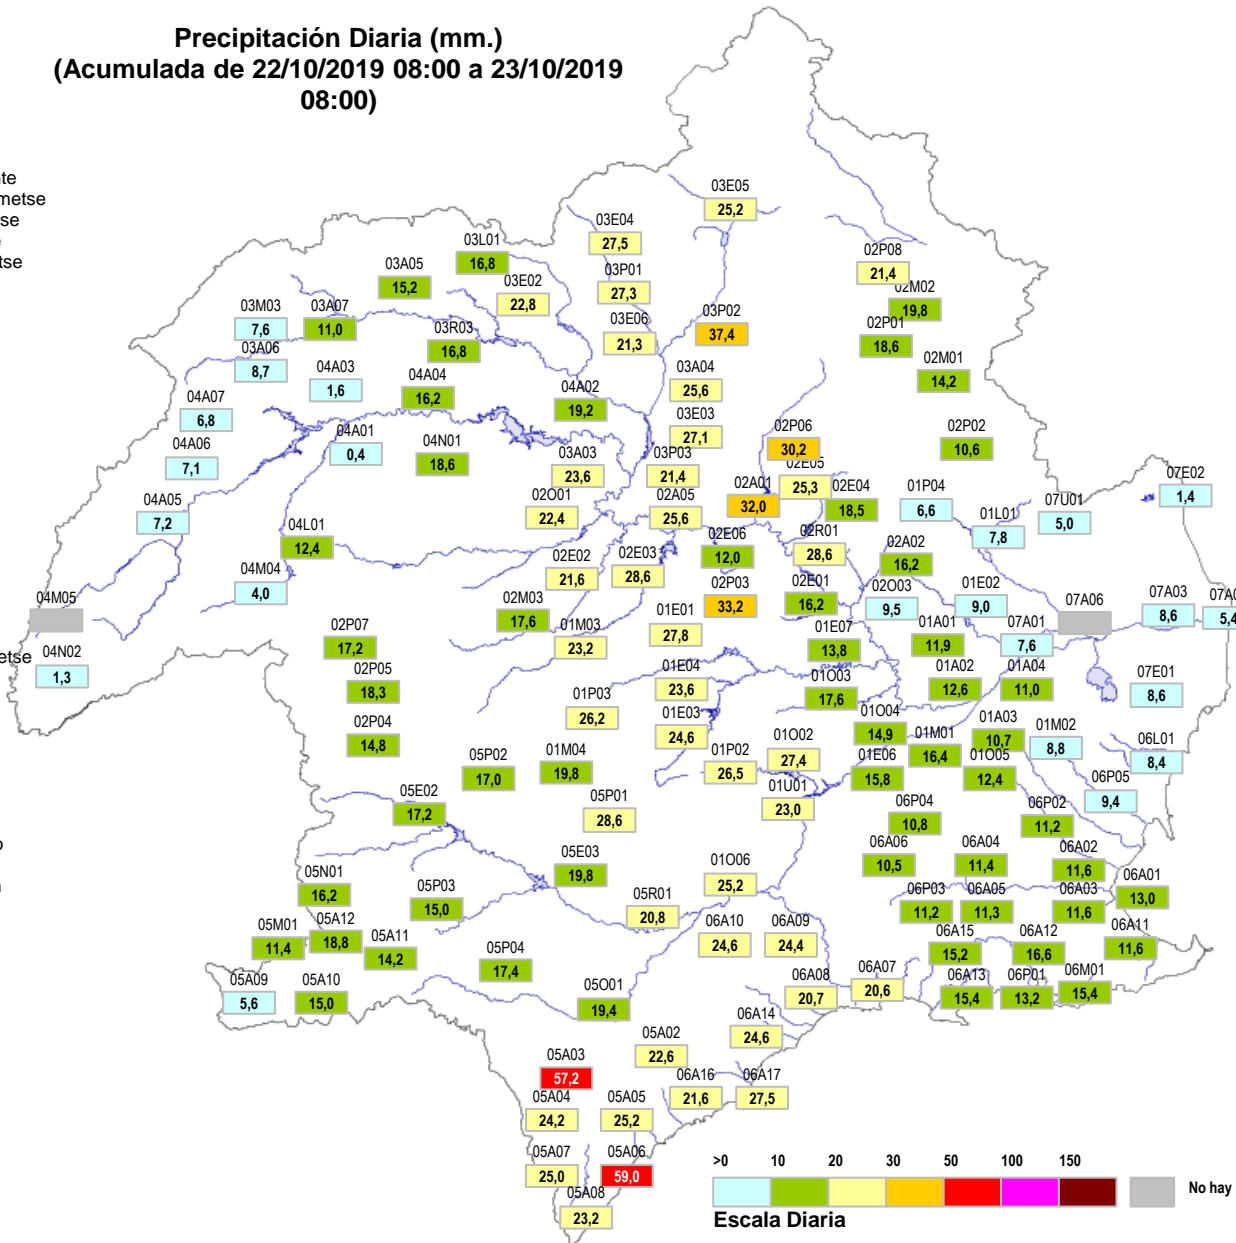 Precipitación Diaria (mm.)
(Acumulada de 22/10/2019 08:00 a 23/10/2019
08:00)
03E05
25,2
03E04
27,5
03L01
16,8
02P08
21,4
03A05
15,2
03P01
27,3
03E02
22,8
02M02
19,8
03M03
7,6
03A07
11,0
03P02
37,4
03E06
21,3
02P01
18,6
03R03
16,8
03A06
8,7
02M01
14,2
04A03
1,6
04A04
16,2
03A04
25,6
04A02
19,2
04A07
6,8
03E03
27,1
02P06
30,2
02P02
10,6
04A06
7,1
04A01
0,4
04N01
18,6
03A03
23,6
03P03
21,4
02E05
25,3
07E02
1,4
04A05
7,2
02O01
22,4
02A05
25,6
02A01
32,0
02E04
18,5
01P04
6,6
07U01
5,0
01L01
7,8
04L01
12,4
02E06
12,0
02R01
28,6
02A02
16,2
02E02
21,6
02E03
28,6
04M04
4,0
02P03
33,2
02E01
16,2
02O03
9,5
01E02
9,0
04M05
07A06
07A03
8,6
07A0
5,4
02M03
17,6
01E01
27,8
01M03
23,2
01E07
13,8
01A01
11,9
07A01
7,6
02P07
17,2
etse
04N02
1,3
02P05
18,3
01E04
23,6
01O03
17,6
01A02
12,6
01A04
11,0
07E01
8,6
01P03
26,2
01E03
24,6
02P04
14,8
01O04
14,9
01A03
10,7
01M02
8,8
01M01
16,4
06L01
8,4
05P02
17,0
01M04
19,8
01P02
26,5
01O02
27,4
01E06
15,8
01O05
12,4
05E02
17,2
05P01
28,6
01U01
23,0
06P05
9,4
06P04
10,8
06P02
11,2
05E03
19,8
01O06
25,2
06A06
10,5
06A04
11,4
06A02
11,6
06A01
13,0
05N01
16,2
05P03
15,0
05R01
20,8
06P03
11,2
06A05
11,3
06A03
11,6
05M01
11,4
05A12
18,8
05A11
14,2
06A10
24,6
06A09
24,4
06A15
15,2
06A12
16,6
06A11
11,6
05P04
17,4
05A09
5,6
05A10
15,0
05O01
19,4
06A08
20,7
06A07
20,6
06A13
15,4
06P01
13,2
06M01
15,4
06A14
24,6
05A02
22,6
05A03
57,2
06A16
21,6
06A17
27,5
05A04
24,2
05A05
25,2
05A07
25,0
05A06
59,0
05A08
23,2
>0 10 20 30 50 100 150
No hay
Escala Diaria